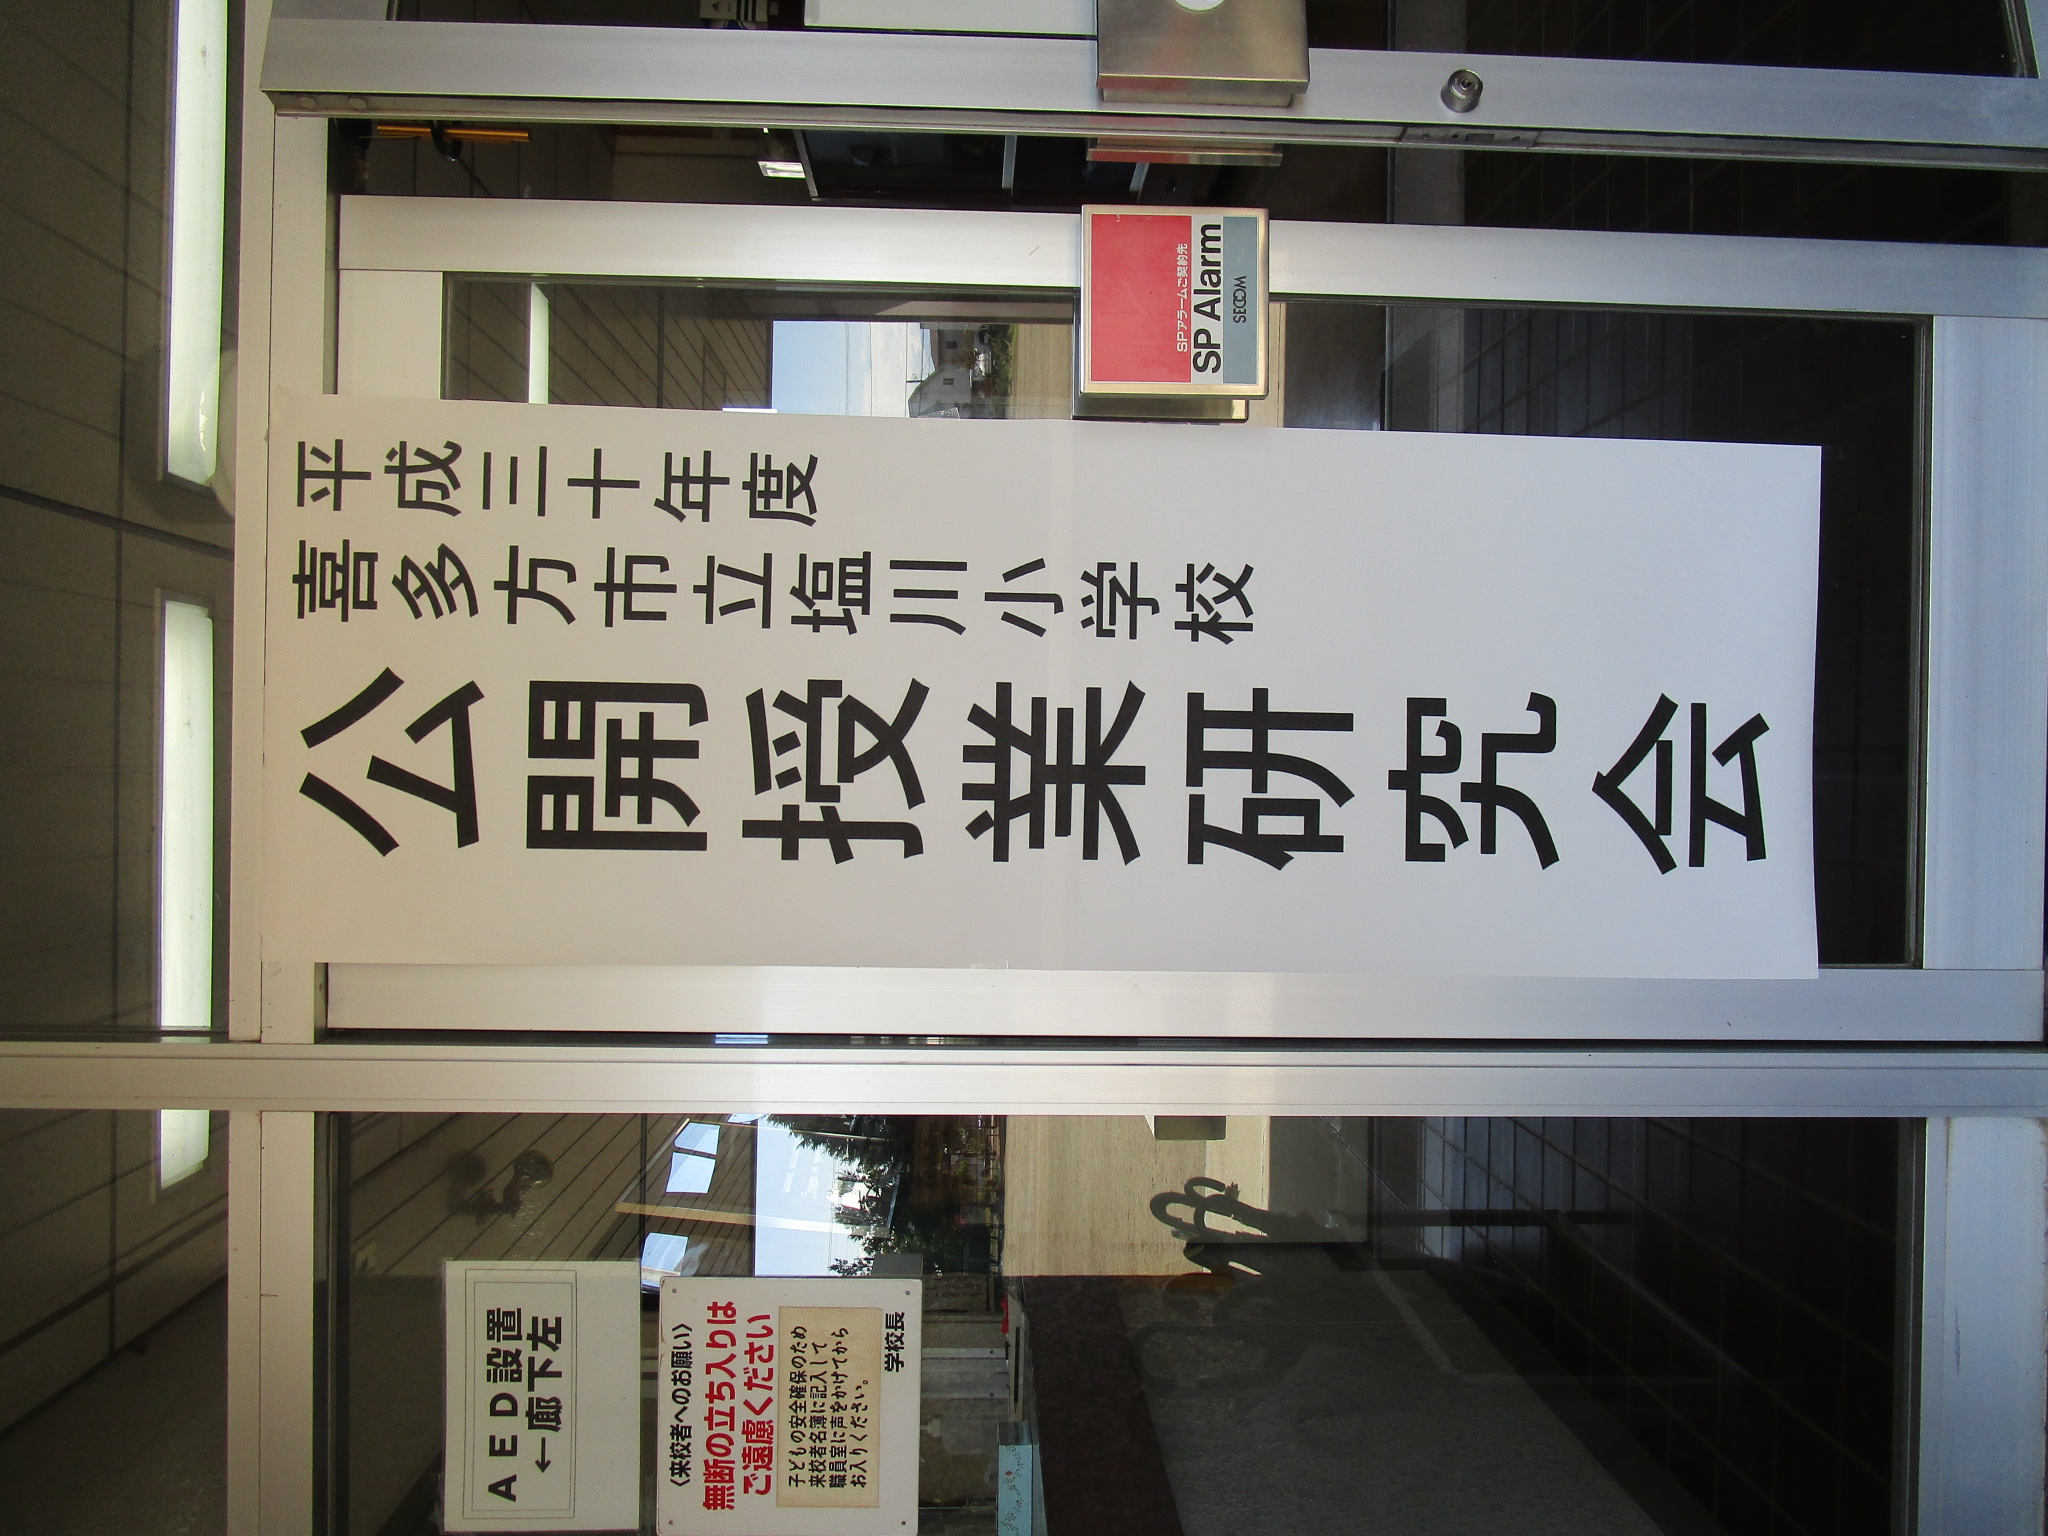 平成三十年度
喜多方市立塩川小学校
公開授業研究会
SPアラームご契約先
SP Alarm
SECOM
AED設置
←廊下左
〈来校者へのお願い〉
無断の立ち入りは
ご遠慮ください
子どもの安全確保のため
来校者名簿に記入して
職員室に声をかけてから
お入りください。
学校長